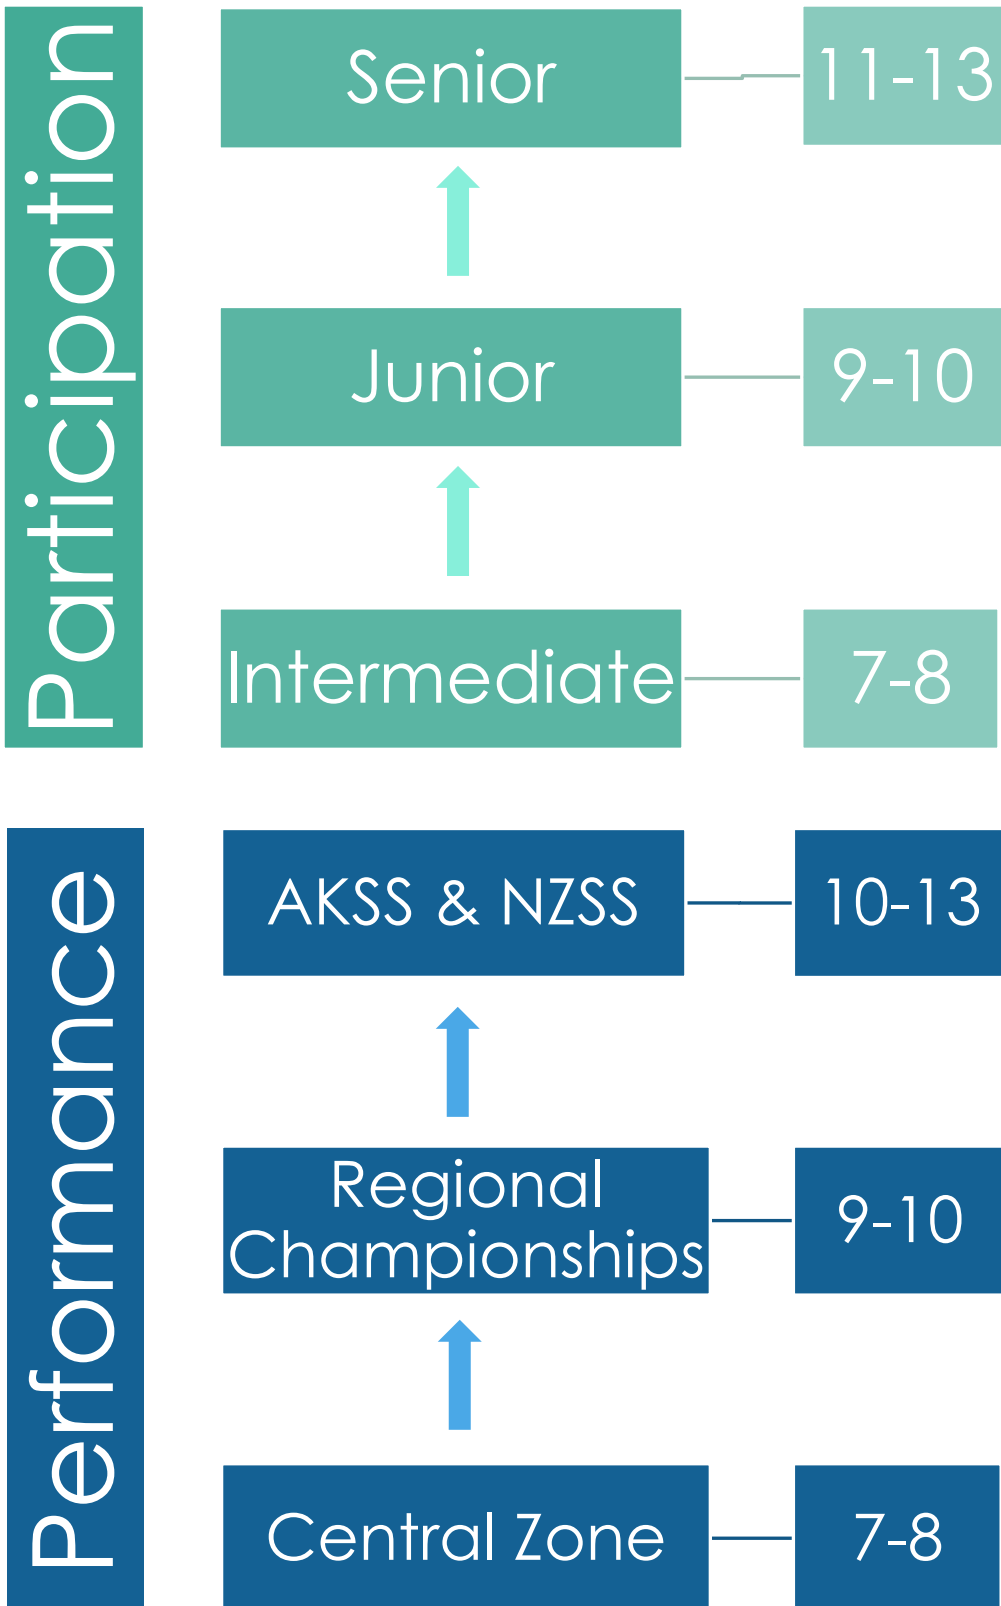 Participation
Senior
11-13
Junior
9-10
Intermediate
7-8
Performance
AKSS & NZSS
10-13
Regional
Championships
9-10
Central Zone
7-8